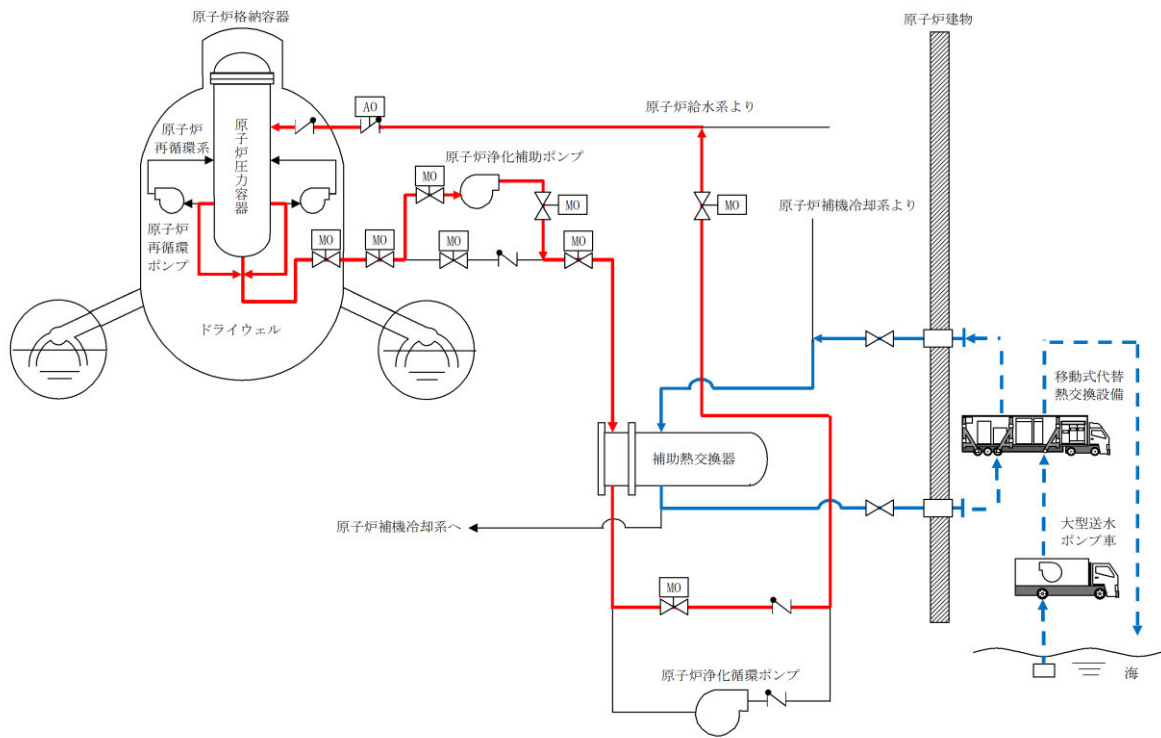 原子炉格納容器
原子炉建物
AO
原子炉給水系より
原子炉
再循環系
原子炉圧力容器
原子炉浄化補助ポンプ
MO
MO
MO
原子炉補機冷却系より
原子炉
再循環
ポンプ
MO
MO
MO
MO
ドライウェル
移動式代替
熱交換設備
補助熱交換器
原子炉補機冷却系へ
大型送水
ポンプ車
MO
原子炉浄化循環ポンプ
海